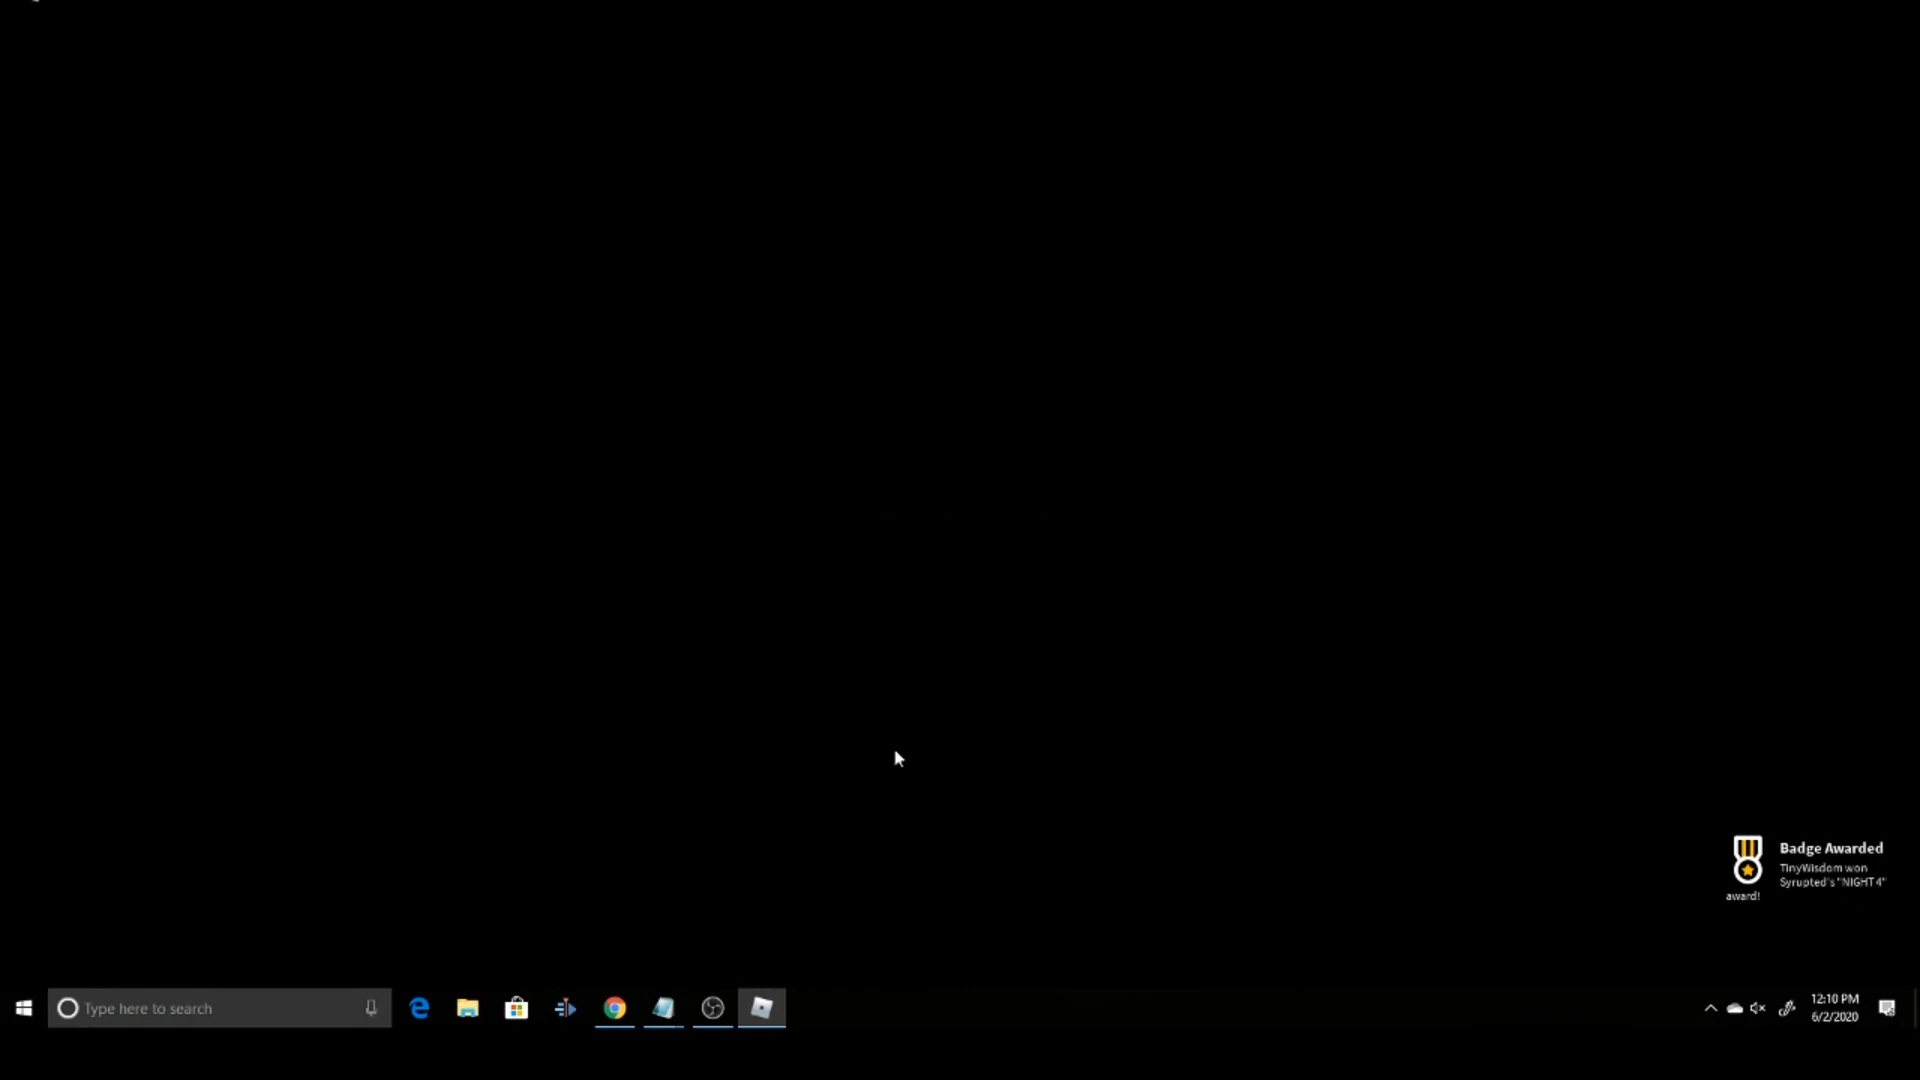 Badge Awarded
TinyWisdom won
Syrupted's "NIGHT 4"
award!
Type here to search
12:10 PM
6/2/2020